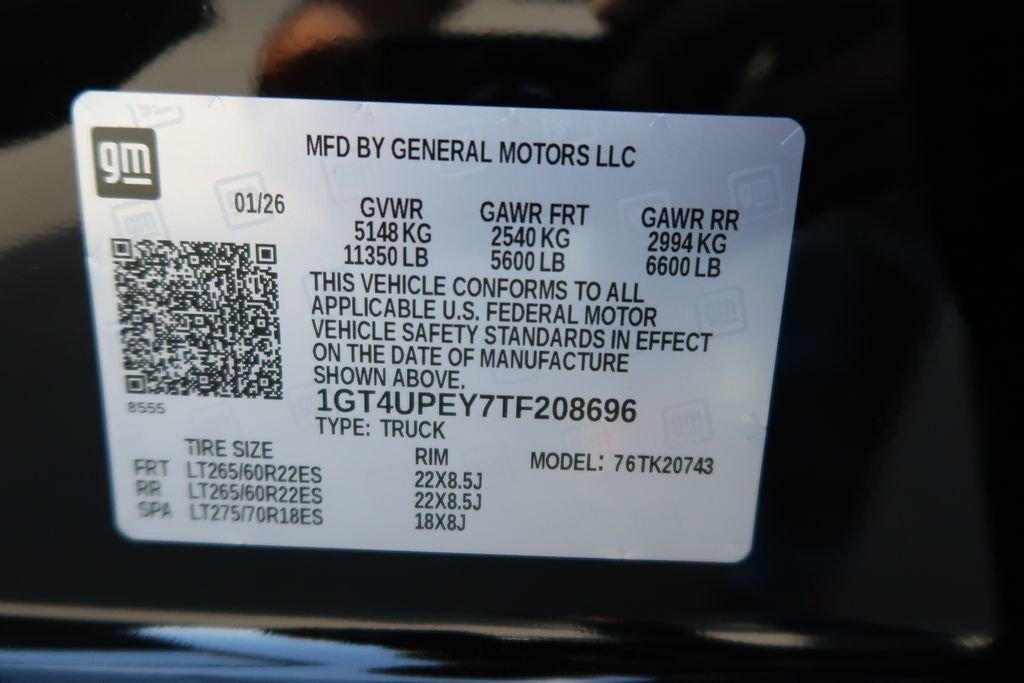 gm
MFD BY GENERAL MOTORS LLC
01/26
GVWR GAWR FRT GAWR RR
5148 KG 2540 KG 2994 KG
11350 LB 5600 LB 6600 LB
THIS VEHICLE CONFORMS TO ALL
APPLICABLE U.S. FEDERAL MOTOR
VEHICLE SAFETY STANDARDS IN EFFECT
ON THE DATE OF MANUFACTURE
SHOWN ABOVE.
8555
1GT4UPEY7TF208696
TYPE: TRUCK
TIRE SIZE RIM MODEL: 76TK20743
FRT LT265/60R22ES 22X8.5J
RR LT265/60R22ES 22X8.5J
SPA LT275/70R18ES 18X8J